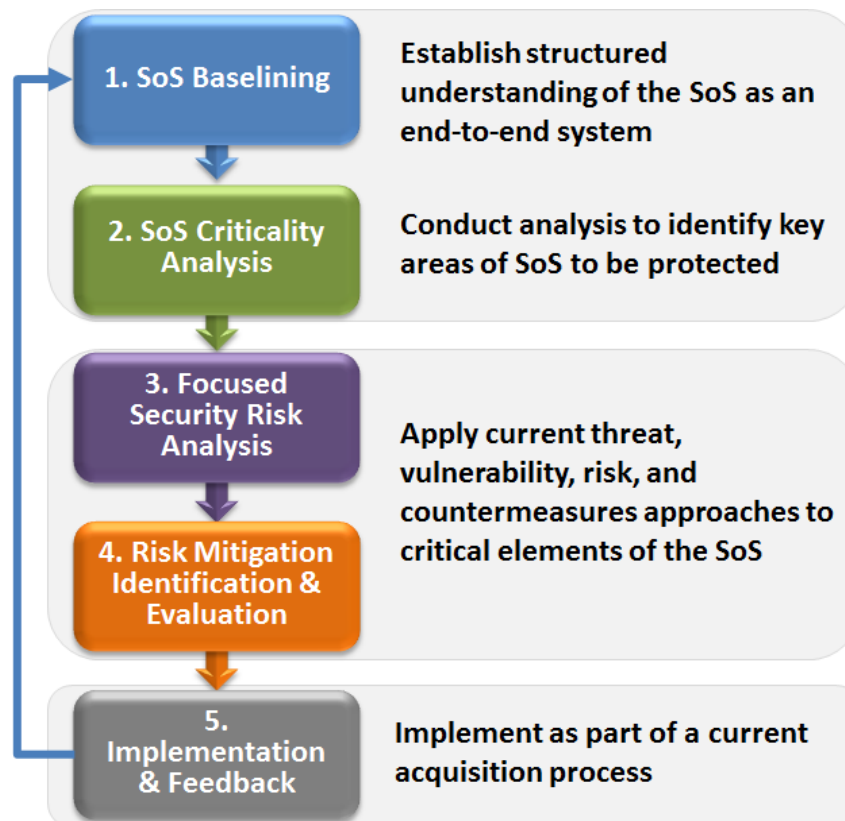 1. SoS Baselining
Establish structured
understanding of the SoS as an
end-to-end system
2. SoS Criticality
Analysis
Conduct analysis to identify key
areas of SoS to be protected
3. Focused
Security Risk
Analysis
Apply current threat,
vulnerability, risk, and
countermeasures approaches to
critical elements of the SoS
4. Risk Mitigation
Identification &
Evaluation
5.
Implementation
& Feedback
Implement as part of a current
acquisition process